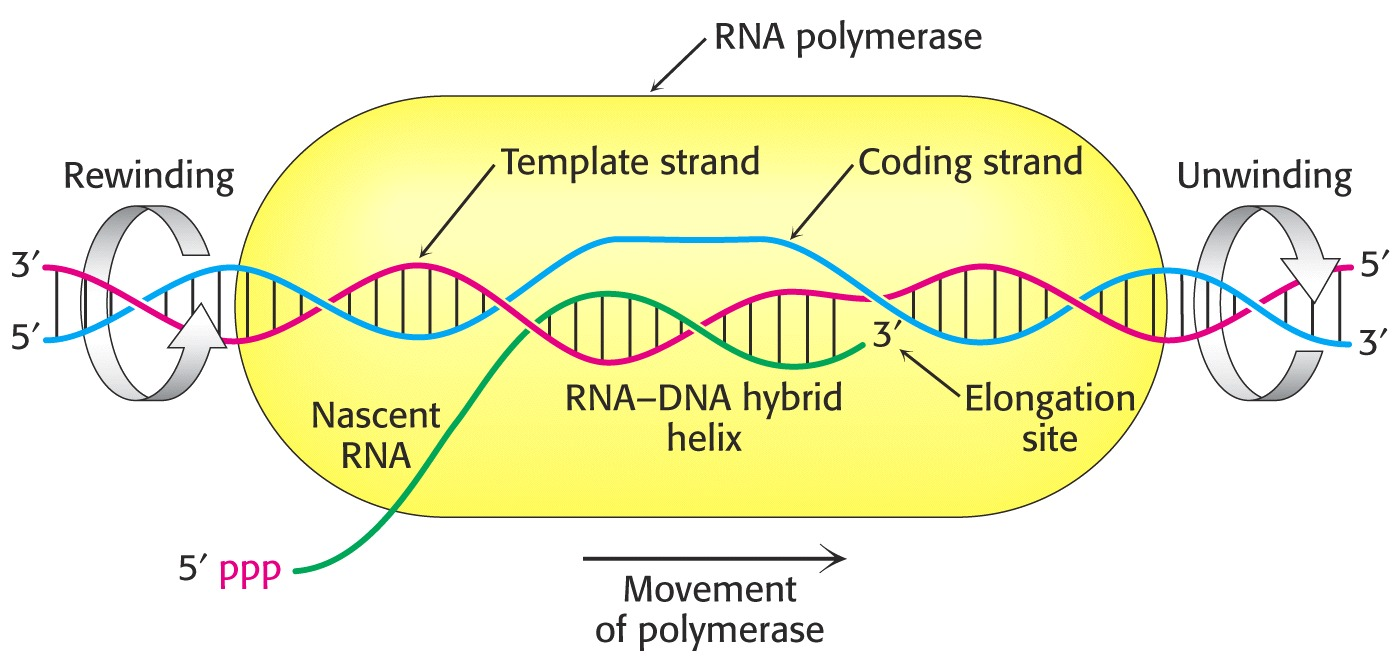 RNA polymerase
Template strand
Coding strand
Rewinding
Unwinding
3′
5′
5′
3′
3′
Nascent
RNA
RNA–DNA hybrid
helix
Elongation
site
5′ ppp
Movement
of polymerase